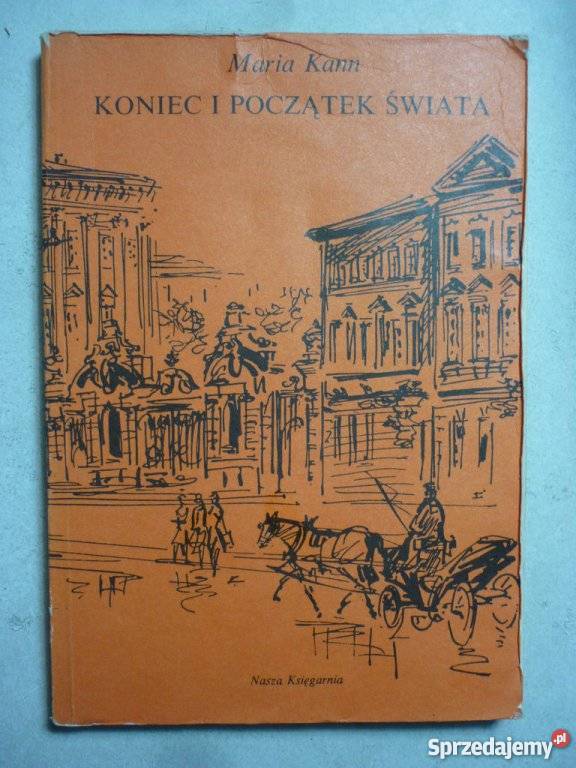 Maria Kann
KONIEC I POCZĄTEK ŚWIATA
Nasza Księgarnia
Sprzedajemy.pl